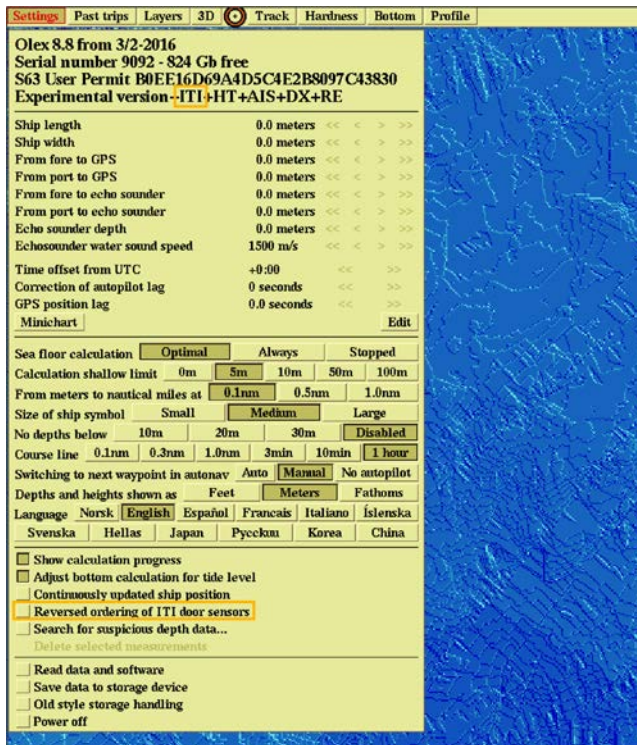 Settings Past trips Layers 3D Track Hardness Bottom Profile
Olex 8.8 from 3/2-2016
Serial number 9092 - 824 Gb free
S63 User Permit B0EE16D69A4D5C4E2B8097C43830
Experimental version--ITI+HT+AIS+DX+RE
Ship length 0.0 meters << < > >>
Ship width 0.0 meters << < > >>
From fore to GPS 0.0 meters << < > >>
From port to GPS 0.0 meters << < > >>
From fore to echo sounder 0.0 meters << < > >>
From port to echo sounder 0.0 meters << < > >>
Echo sounder depth 0.0 meters << < > >>
Echosounder water sound speed 1500 m/s << < > >>
Time offset from UTC +0:00 << >>
Correction of autopilot lag 0 seconds << >>
GPS position lag 0.0 seconds << >>
Minichart Edit
Sea floor calculation Optimal Always Stopped
Calculation shallow limit 0m 5m 10m 50m 100m
From meters to nautical miles at 0.1nm 0.5nm 1.0nm
Size of ship symbol Small Medium Large
No depths below 10m 20m 30m Disabled
Course line 0.1nm 0.3nm 1.0nm 3min 10min 1 hour
Switching to next waypoint in autonav Auto Manual No autopilot
Depths and heights shown as Feet Meters Fathoms
Language Norsk English Español Francais Italiano Íslenska
Svenska Hellas Japan Русскии Korea China
Show calculation progress
Adjust bottom calculation for tide level
Continuously updated ship position
Reversed ordering of ITI door sensors
Search for suspicious depth data...
Delete selected measurements
Read data and software
Save data to storage device
Old style storage handling
Power off